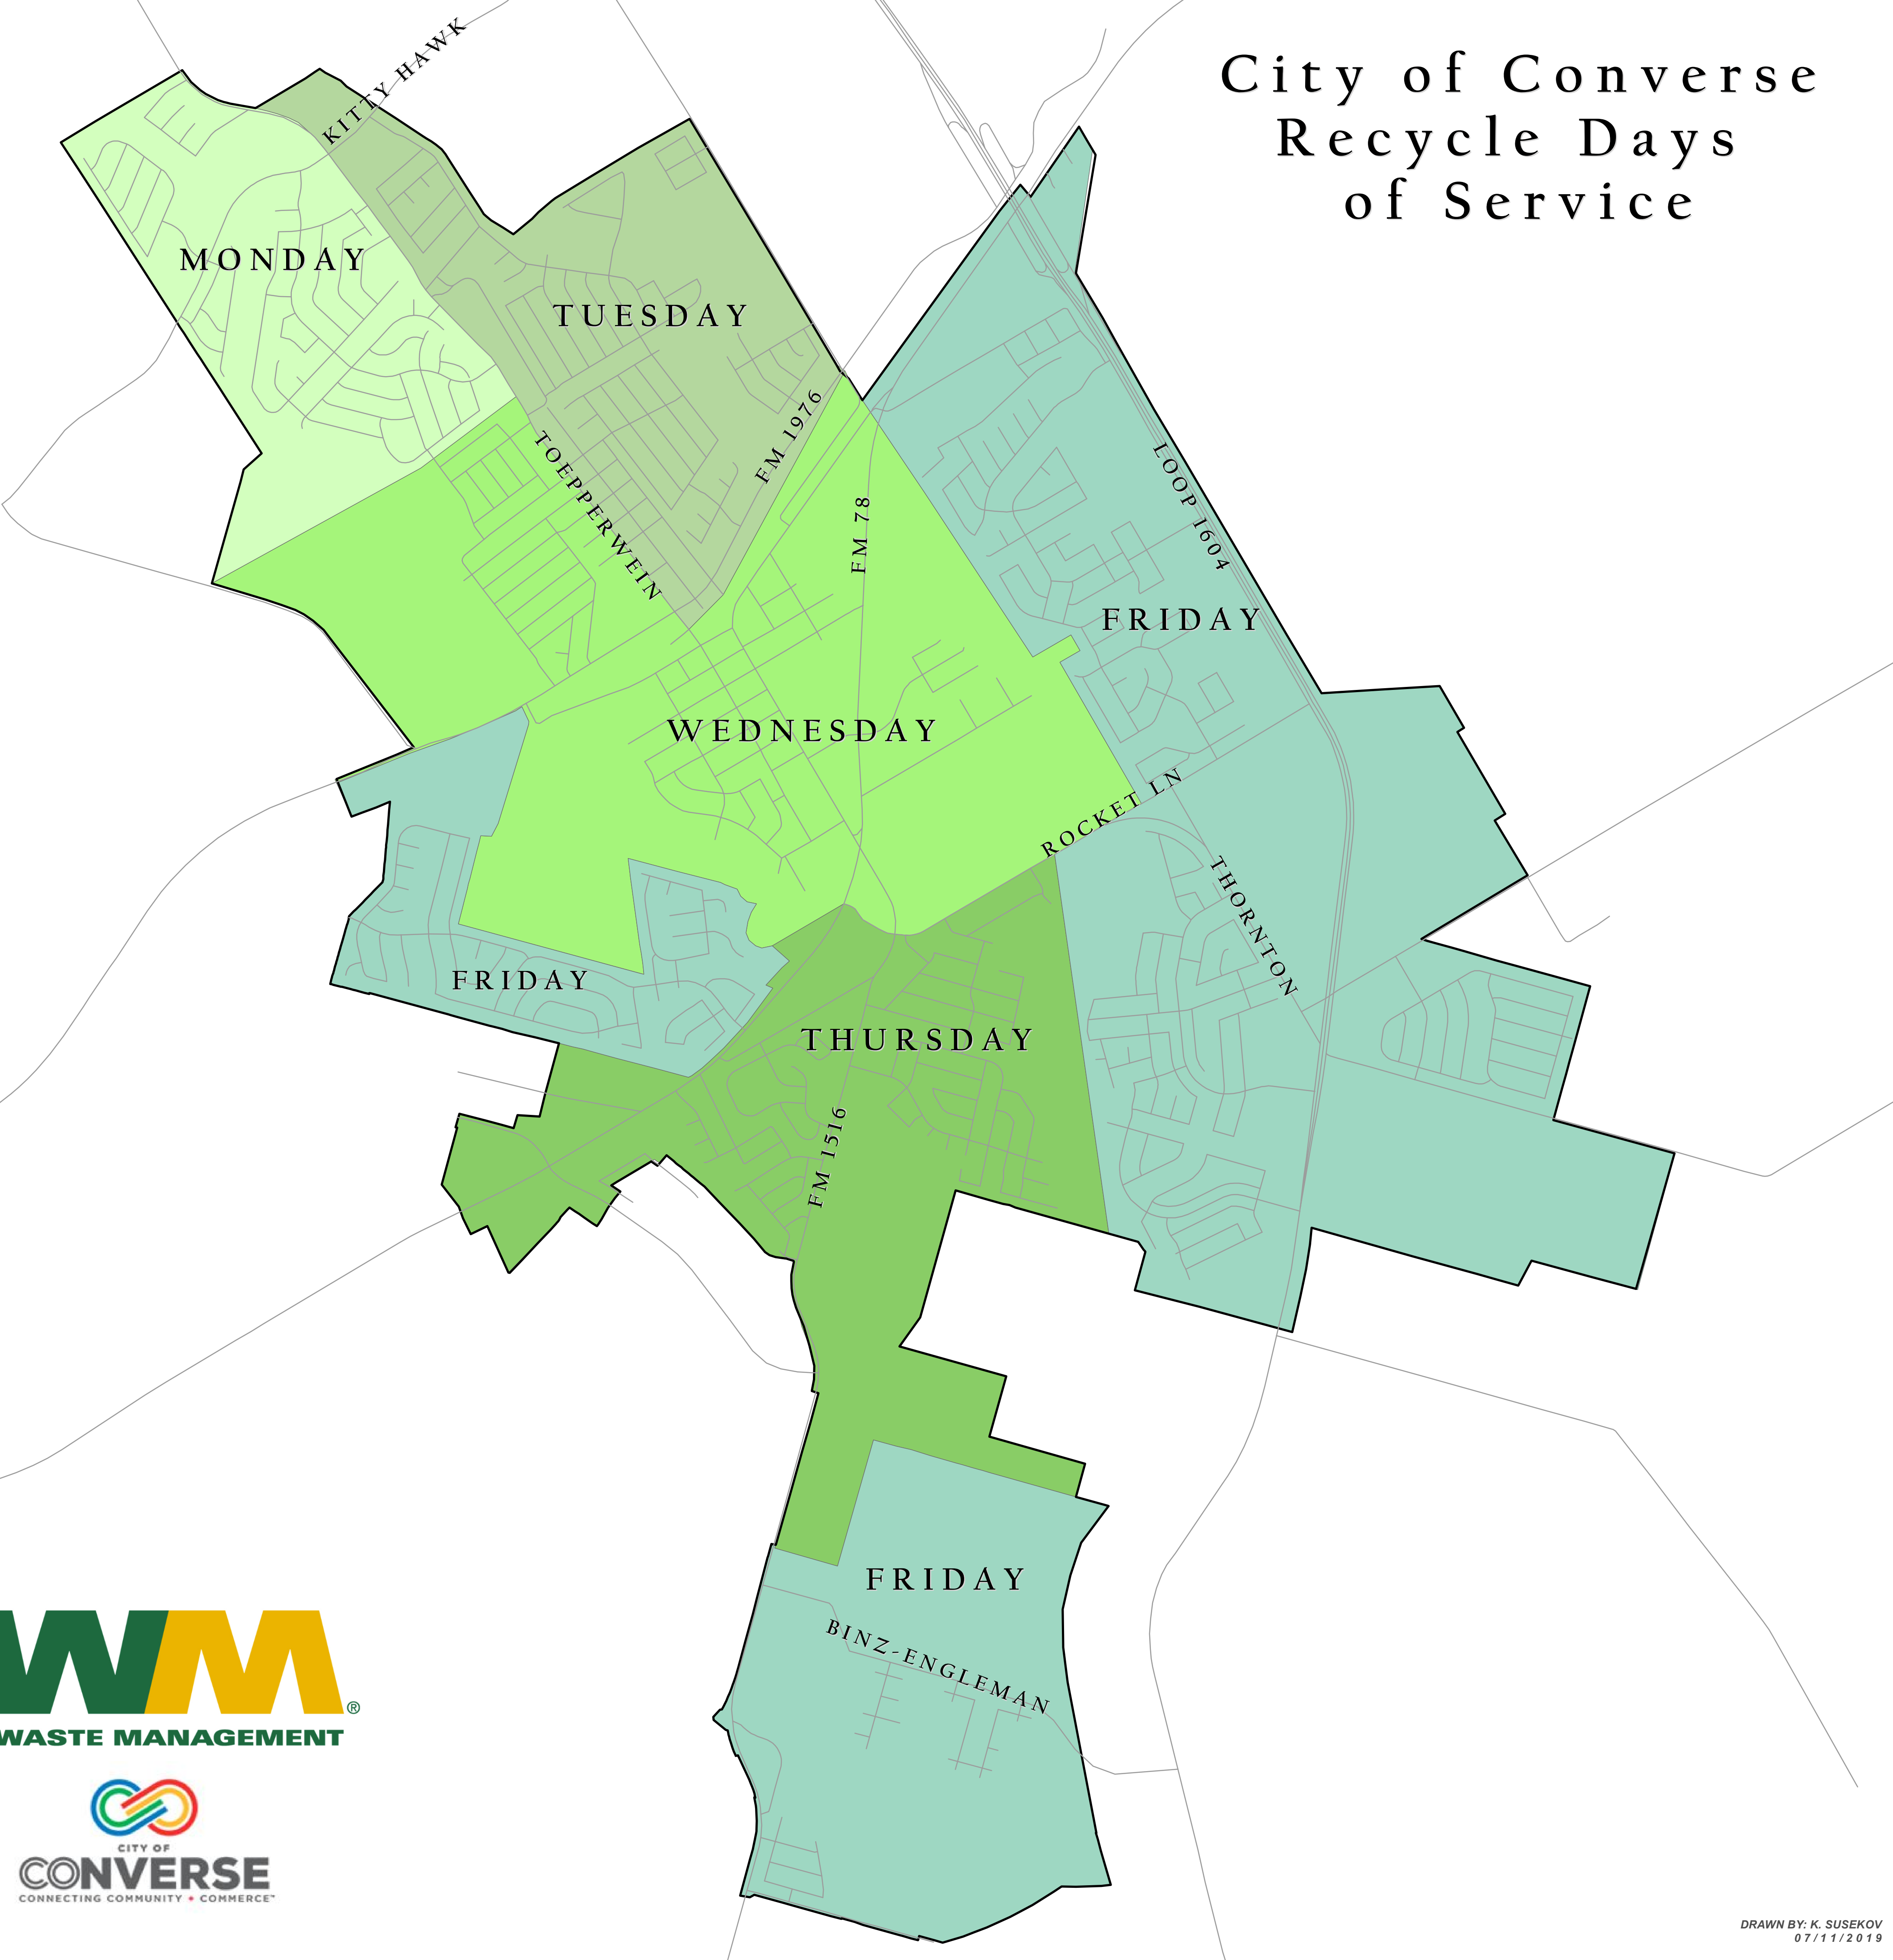 City of Converse
Recycle Days
of Service
KITTY HAWK
MONDAY
TUESDAY
FM 1976
TOEPPERWEIN
FM 78
LOOP 1604
FRIDAY
WEDNESDAY
ROCKET LN
THORNTON
FRIDAY
THURSDAY
FM 1516
FRIDAY
BINZ-ENGLEMAN
WM®
WASTE MANAGEMENT
CITY OF
CONVERSE
CONNECTING COMMUNITY + COMMERCE™
DRAWN BY: K. SUSEKOV
07/11/2019